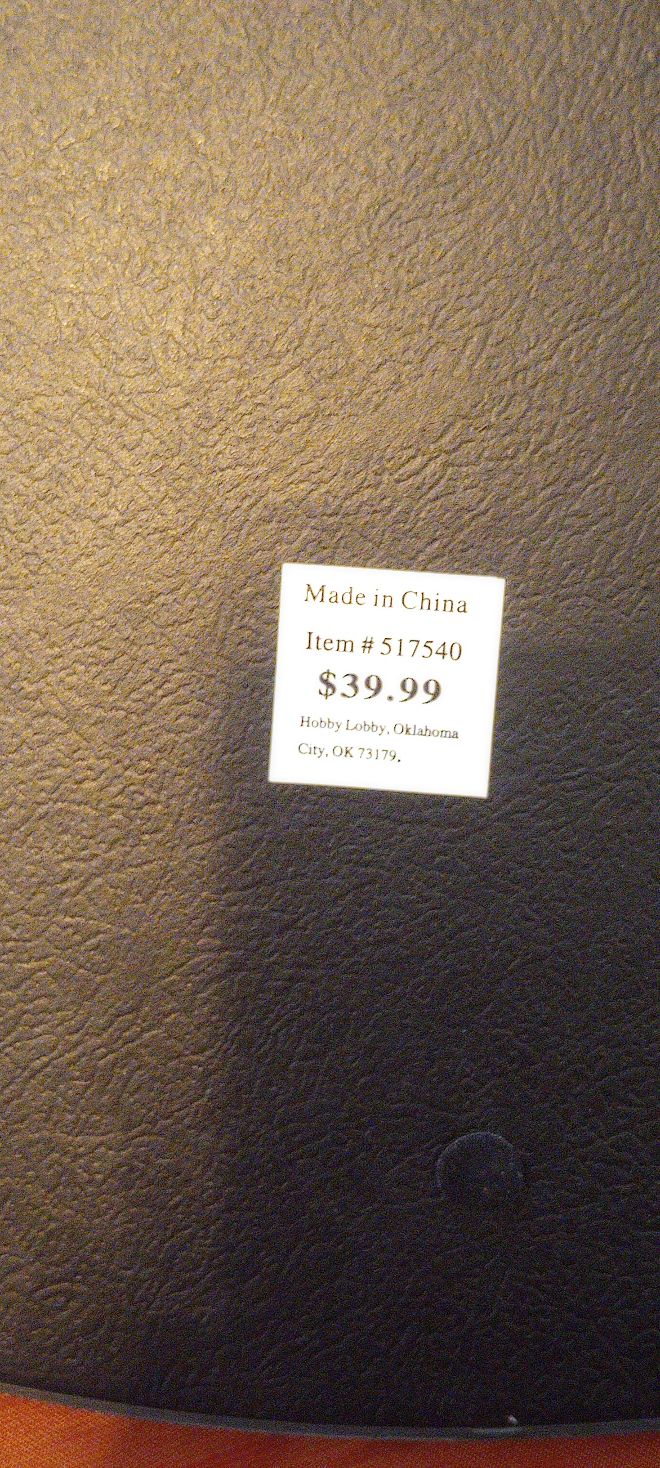 Made in China
Item # 517540
$39.99
Hobby Lobby, Oklahoma
City, OK 73179.